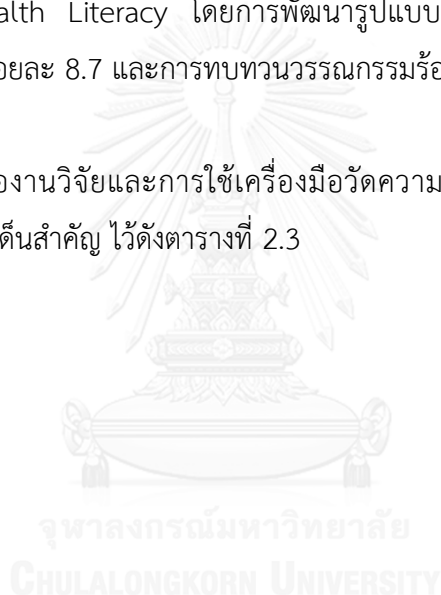 alth Literacy โดยการพัฒนารูปแบบ
อยละ 8.7 และการทบทวนวรรณกรรมร้อ
องานวิจัยและการใช้เครื่องมือวัดความ
ด็นสำคัญ ไว้ดังตารางที่ 2.3
จุฬาลงกรณ์มหาวิทยาลัย
CHULALONGKORN UNIVERSITY